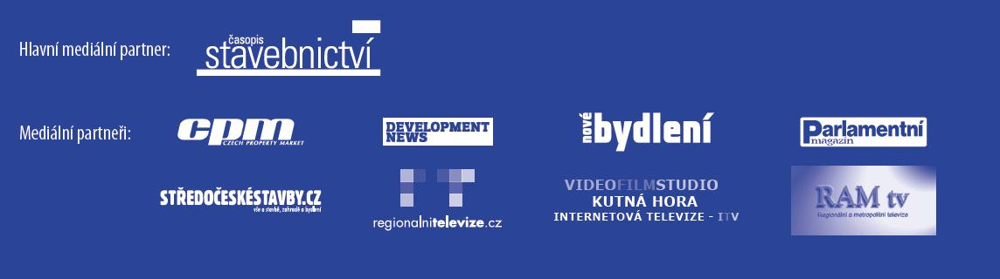 Hlavní mediální partner:
časopis
stavebnictví
Mediální partneři:
cpm
CZECH PROPERTY MARKET
DEVELOPMENT
NEWS
nové
bydlení
Parlamentní
magazín
STŘEDOČESKÉSTAVBY.CZ
vše o stavbě, zahradě a bydlení
regionalnitelevize.cz
VIDEOFILMSTUDIO
KUTNÁ HORA
INTERNETOVÁ TELEVIZE - ITV
RAM tv
Regionální a metropolitní televize